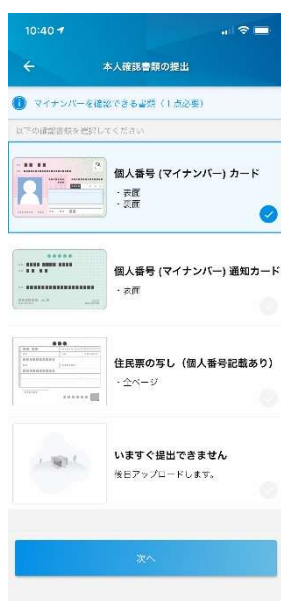 10:40
本人確認書類の提出
マイナンバーを確認できる書類(1点必要)
以下の確認書類を選択してください
個人番号 (マイナンバー) カード
・表面
・裏面
個人番号 (マイナンバー) 通知カード
・表面
住民票の写し(個人番号記載あり)
・全ページ
いますぐ提出できません
後日アップロードします。
次へ